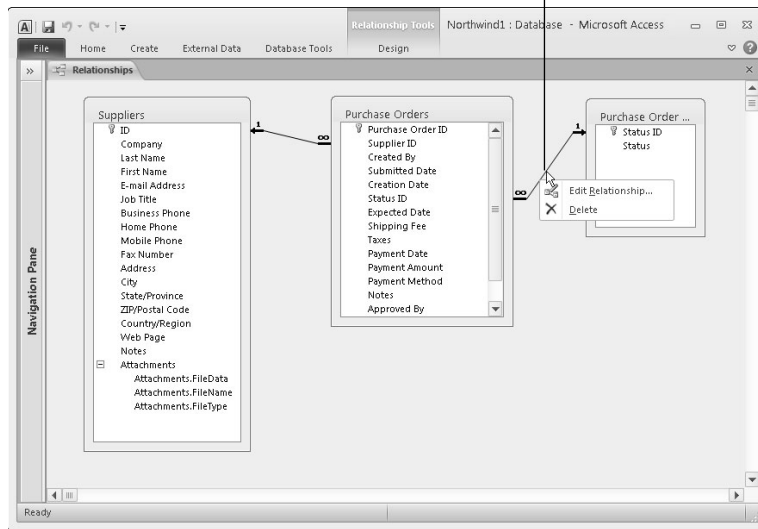 Relationship Tools
Northwind1 : Database - Microsoft Access
File Home Create External Data Database Tools Design
Relationships
Navigation Pane
Suppliers
ID
Company
Last Name
First Name
E-mail Address
Job Title
Business Phone
Home Phone
Mobile Phone
Fax Number
Address
City
State/Province
ZIP/Postal Code
Country/Region
Web Page
Notes
Attachments
Attachments.FileData
Attachments.FileName
Attachments.FileType
1
∞
Purchase Orders
Purchase Order ID
Supplier ID
Created By
Submitted Date
Creation Date
Status ID
Expected Date
Shipping Fee
Taxes
Payment Date
Payment Amount
Payment Method
Notes
Approved By
∞
1
Purchase Order ...
Status ID
Status
Edit Relationship...
Delete
Ready